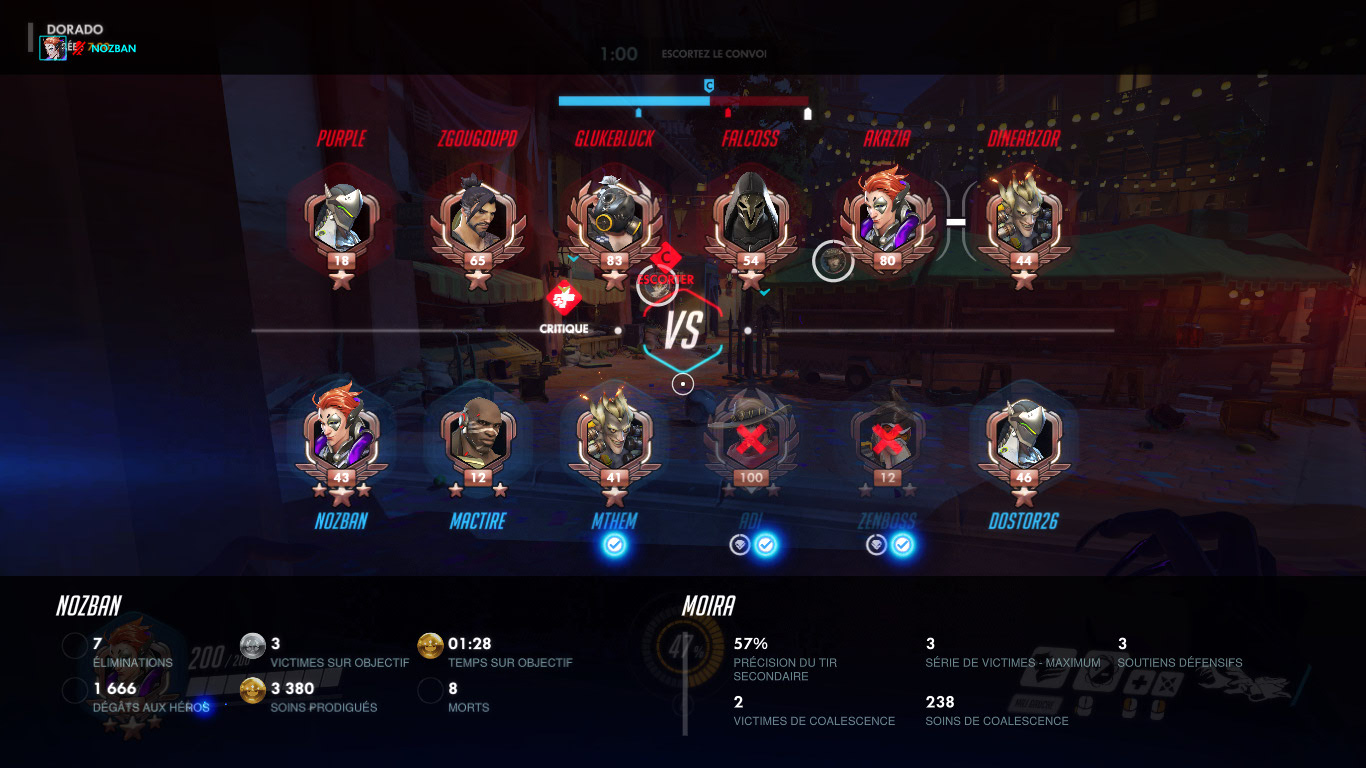 DORADO
NOZBAN
1:00 ESCORTEZ LE CONVOI
C
PURPLE ZGOUGOUPD GLUKEBLUCK FALCOSS AKAZIR DINEAUZOR
18 65 83 54 80 44
C
ESCORTER
CRITIQUE
VS
43 12 41 100 12 46
NOZBAN MACTIRE MTHEM ADI ZENBOSS DOSTOR26
NOZBAN
7
ÉLIMINATIONS
3
VICTIMES SUR OBJECTIF
01:28
TEMPS SUR OBJECTIF
1 666
DÉGÂTS AUX HÉROS
3 380
SOINS PRODIGUÉS
8
MORTS
200/200
MOIRA
57%
PRÉCISION DU TIR
SECONDAIRE
3
SÉRIE DE VICTIMES - MAXIMUM
3
SOUTIENS DÉFENSIFS
2
VICTIMES DE COALESCENCE
238
SOINS DE COALESCENCE